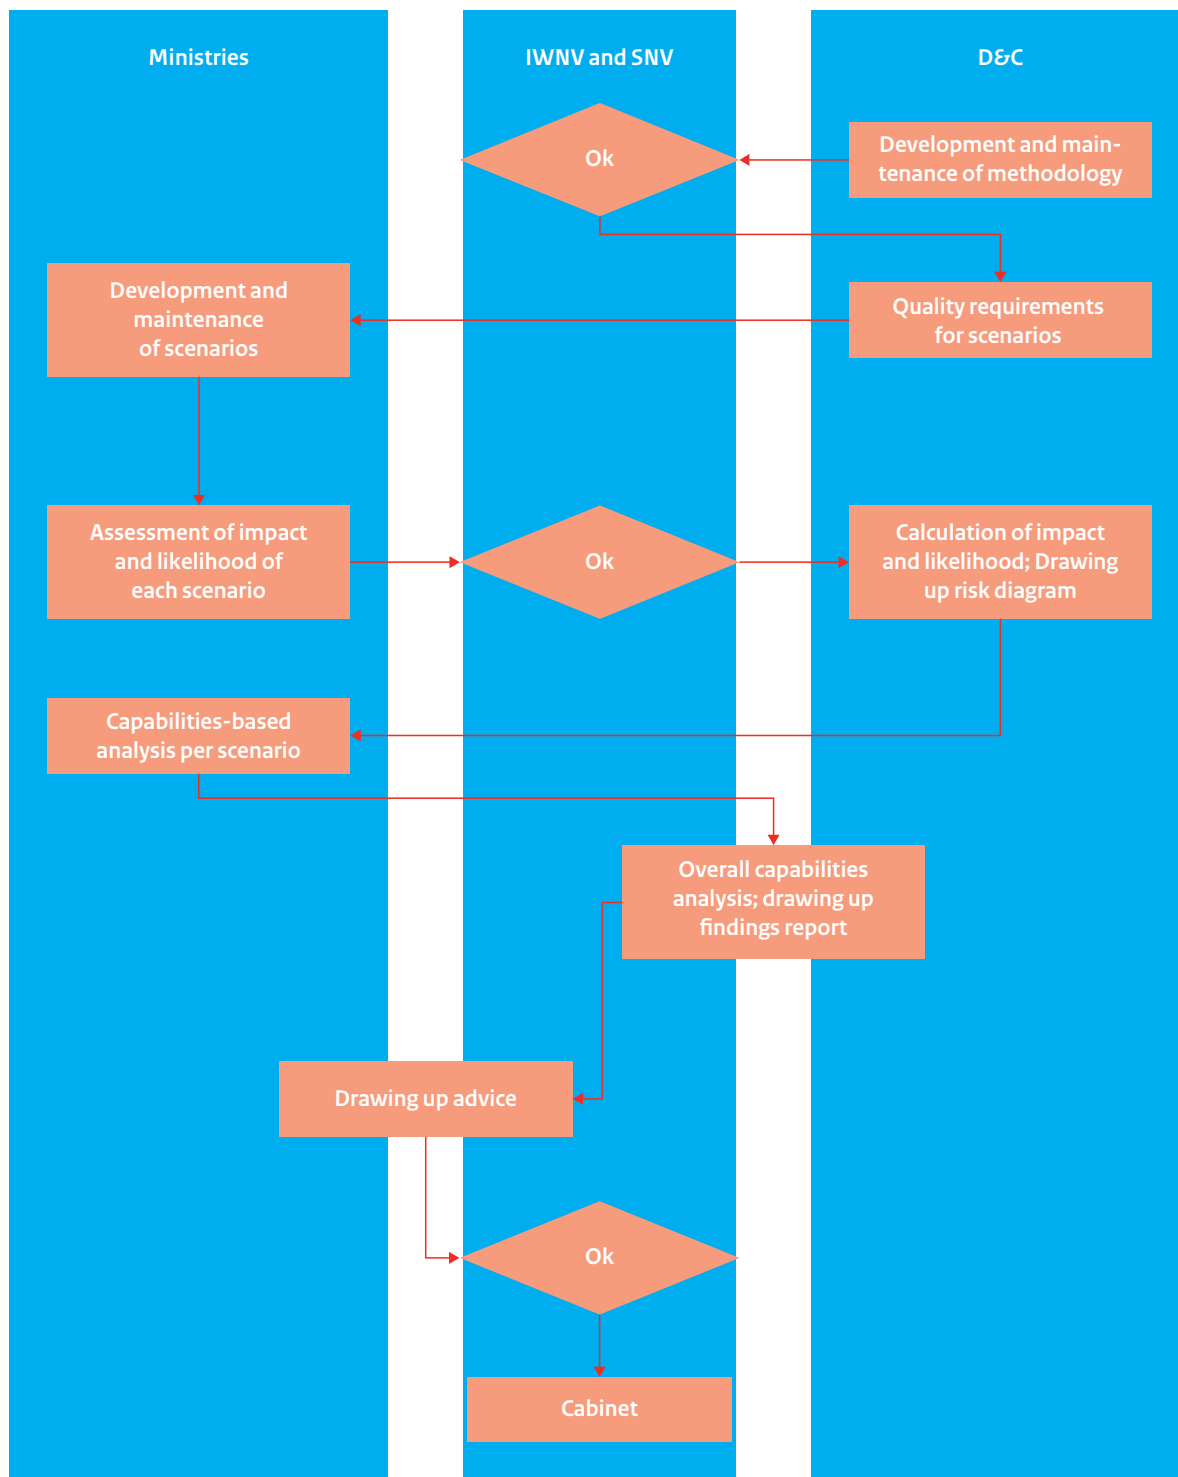 Ministries
IWNV and SNV
D&C
Ok
Development and main-
tenance of methodology
Development and
maintenance
of scenarios
Quality requirements
for scenarios
Assessment of impact
and likelihood of
each scenario
Ok
Calculation of impact
and likelihood; Drawing
up risk diagram
Capabilities-based
analysis per scenario
Overall capabilities
analysis; drawing up
findings report
Drawing up advice
Ok
Cabinet